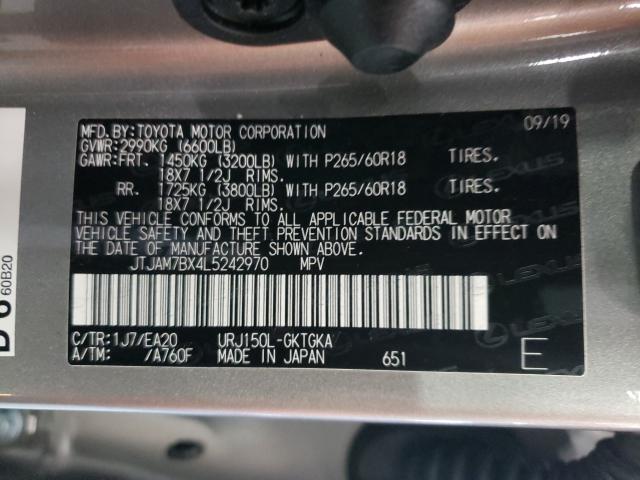 MFD. BY: TOYOTA MOTOR CORPORATION 09/19
GVWR: 2990KG (6600LB)
GAWR: FRT. 1450KG (3200LB) WITH P265/60R18 TIRES.
18X7 1/2J RIMS.
RR. 1725KG (3800LB) WITH P265/60R18 TIRES.
18X7 1/2J RIMS.
THIS VEHICLE CONFORMS TO ALL APPLICABLE FEDERAL MOTOR
VEHICLE SAFETY AND THEFT PREVENTION STANDARDS IN EFFECT ON
THE DATE OF MANUFACTURE SHOWN ABOVE.
JTJAM7BX4L5242970 MPV
C/TR: 1J7/EA20 URJ150L-GKTGKA
A/TM: /A760F MADE IN JAPAN 651 E
60B20
LEXUS